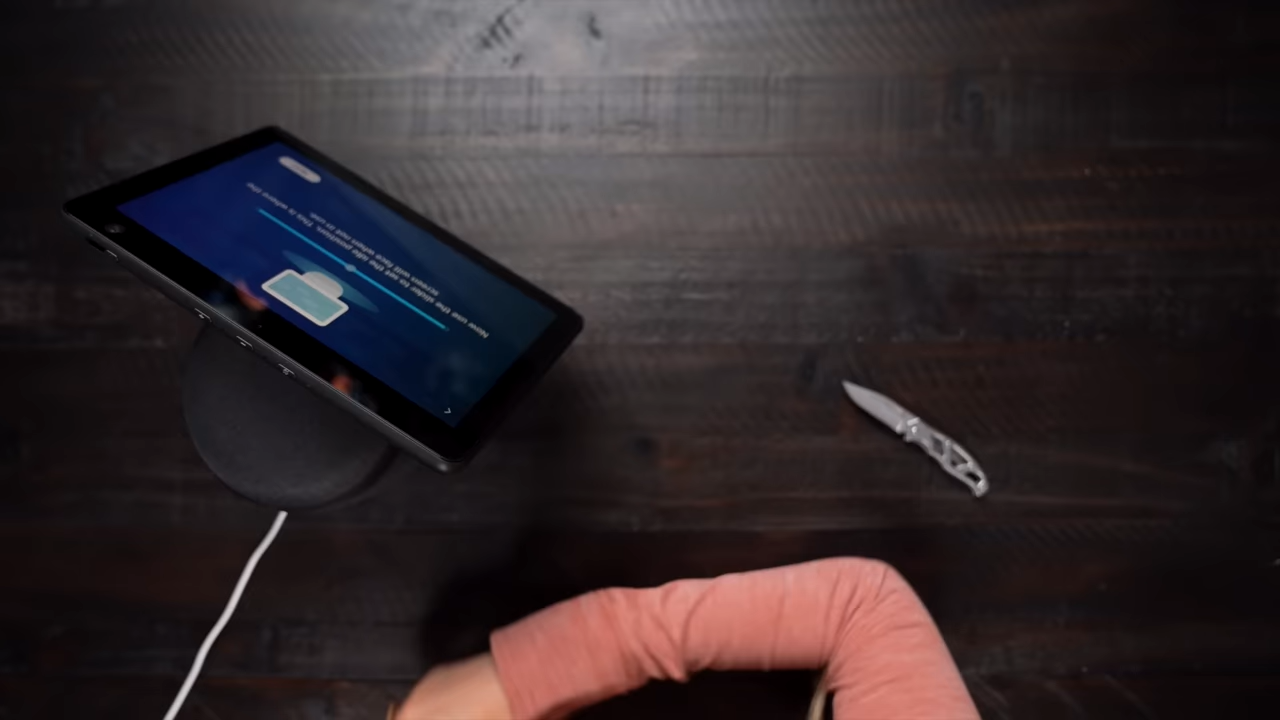 Now use the slider to set the idle position. This is where the
screen will face when not in use.